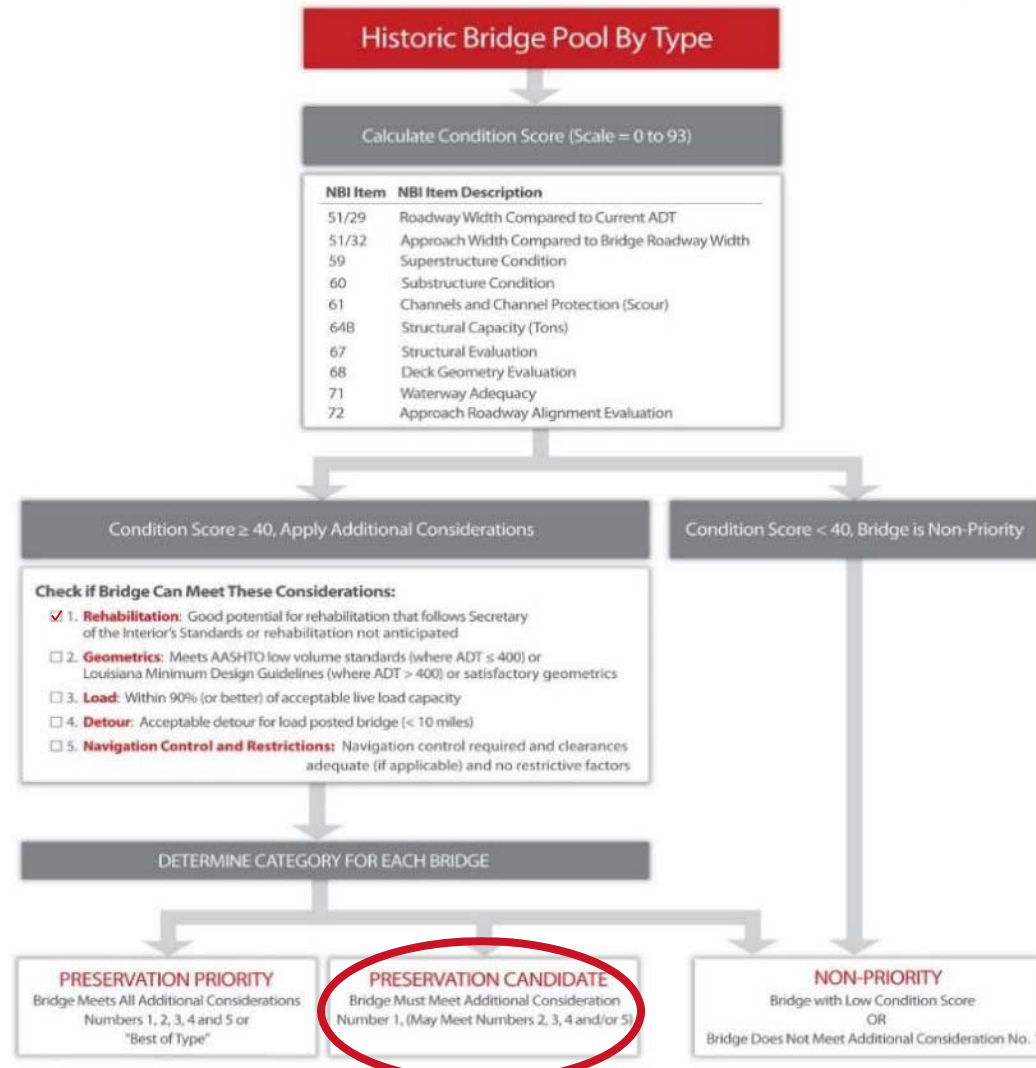 Historic Bridge Pool By Type
Calculate Condition Score (Scale = 0 to 93)
NBI Item NBI Item Description
51/29 Roadway Width Compared to Current ADT
51/32 Approach Width Compared to Bridge Roadway Width
59 Superstructure Condition
60 Substructure Condition
61 Channels and Channel Protection (Scour)
64B Structural Capacity (Tons)
67 Structural Evaluation
68 Deck Geometry Evaluation
71 Waterway Adequacy
72 Approach Roadway Alignment Evaluation
Condition Score ≥ 40, Apply Additional Considerations
Condition Score < 40, Bridge is Non-Priority
Check if Bridge Can Meet These Considerations:
☑ 1. Rehabilitation: Good potential for rehabilitation that follows Secretary
of the Interior's Standards or rehabilitation not anticipated
☐ 2. Geometrics: Meets AASHTO low volume standards (where ADT ≤ 400) or
Louisiana Minimum Design Guidelines (where ADT > 400) or satisfactory geometrics
☐ 3. Load: Within 90% (or better) of acceptable live load capacity
☐ 4. Detour: Acceptable detour for load posted bridge (< 10 miles)
☐ 5. Navigation Control and Restrictions: Navigation control required and clearances
adequate (if applicable) and no restrictive factors
DETERMINE CATEGORY FOR EACH BRIDGE
PRESERVATION PRIORITY
Bridge Meets All Additional Considerations
Numbers 1, 2, 3, 4 and 5 or
"Best of Type"
PRESERVATION CANDIDATE
Bridge Must Meet Additional Consideration
Number 1, (May Meet Numbers 2, 3, 4 and/or 5)
NON-PRIORITY
Bridge with Low Condition Score
OR
Bridge Does Not Meet Additional Consideration No. 1